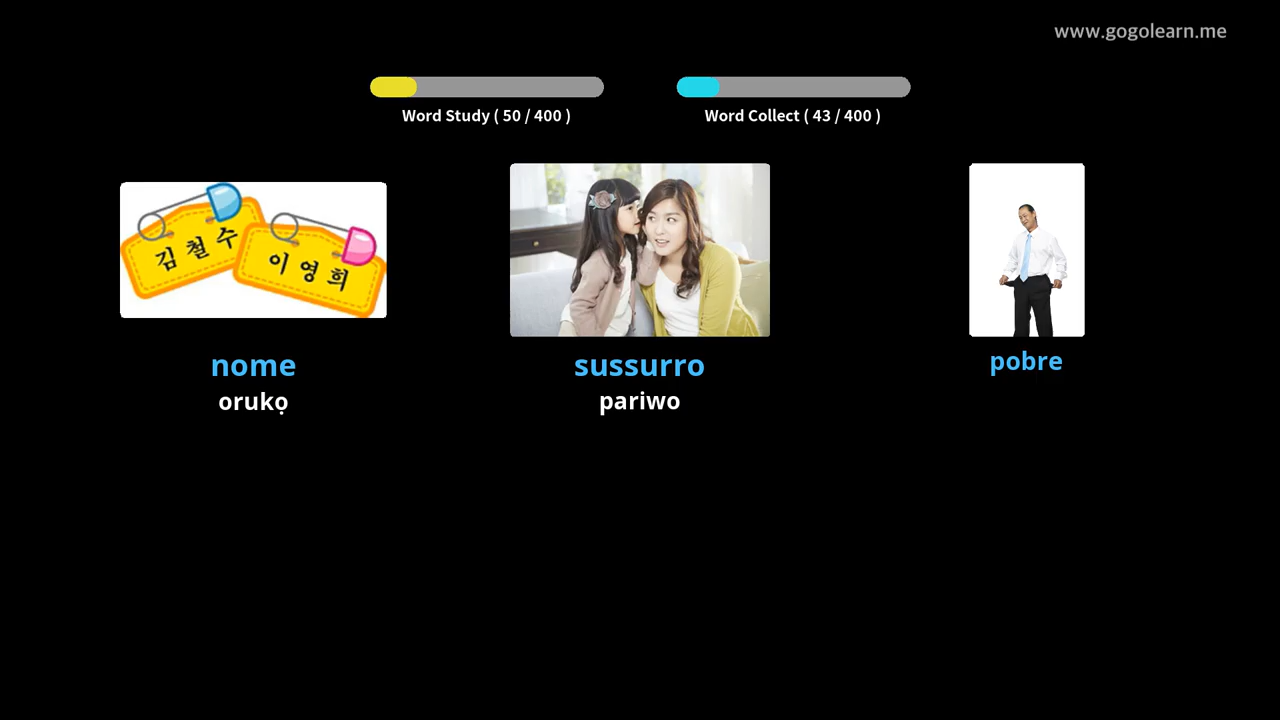 www.gogolearn.me
Word Study ( 50 / 400 )
Word Collect ( 43 / 400 )
김철수
이영희
nome
orukọ
sussurro
pariwo
pobre